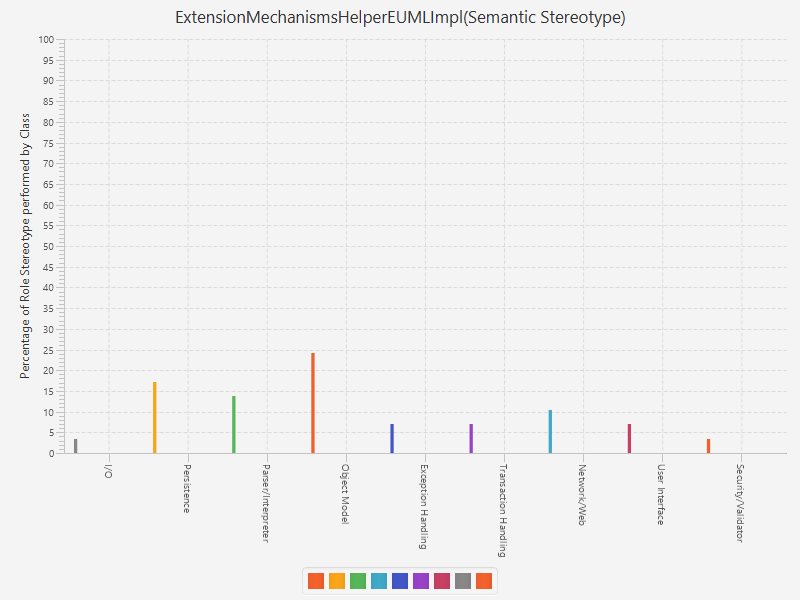 ExtensionMechanismsHelperEUMLImpl(Semantic Stereotype)
Percentage of Role Stereotype performed by Class
100
95
90
85
80
75
70
65
60
55
50
45
40
35
30
25
20
15
10
5
0
I/O
Persistence
Parser/Interpreter
Object Model
Exception Handling
Transaction Handling
Network/Web
User Interface
Security/Validator